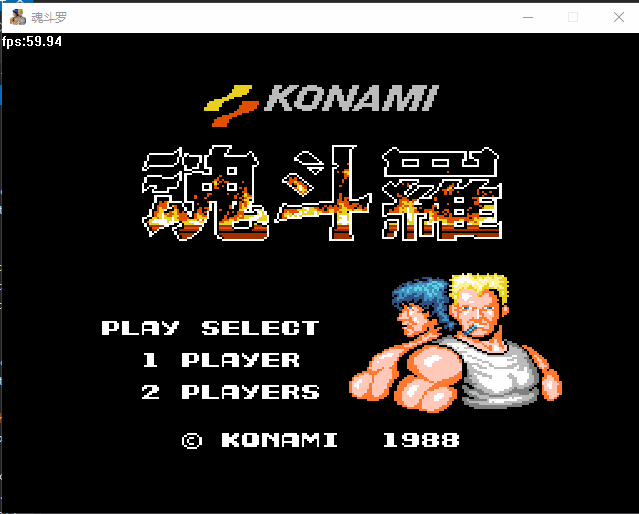 魂斗罗
fps:59.94
KONAMI
魂斗羅
PLAY SELECT
1 PLAYER
2 PLAYERS
© KONAMI 1988